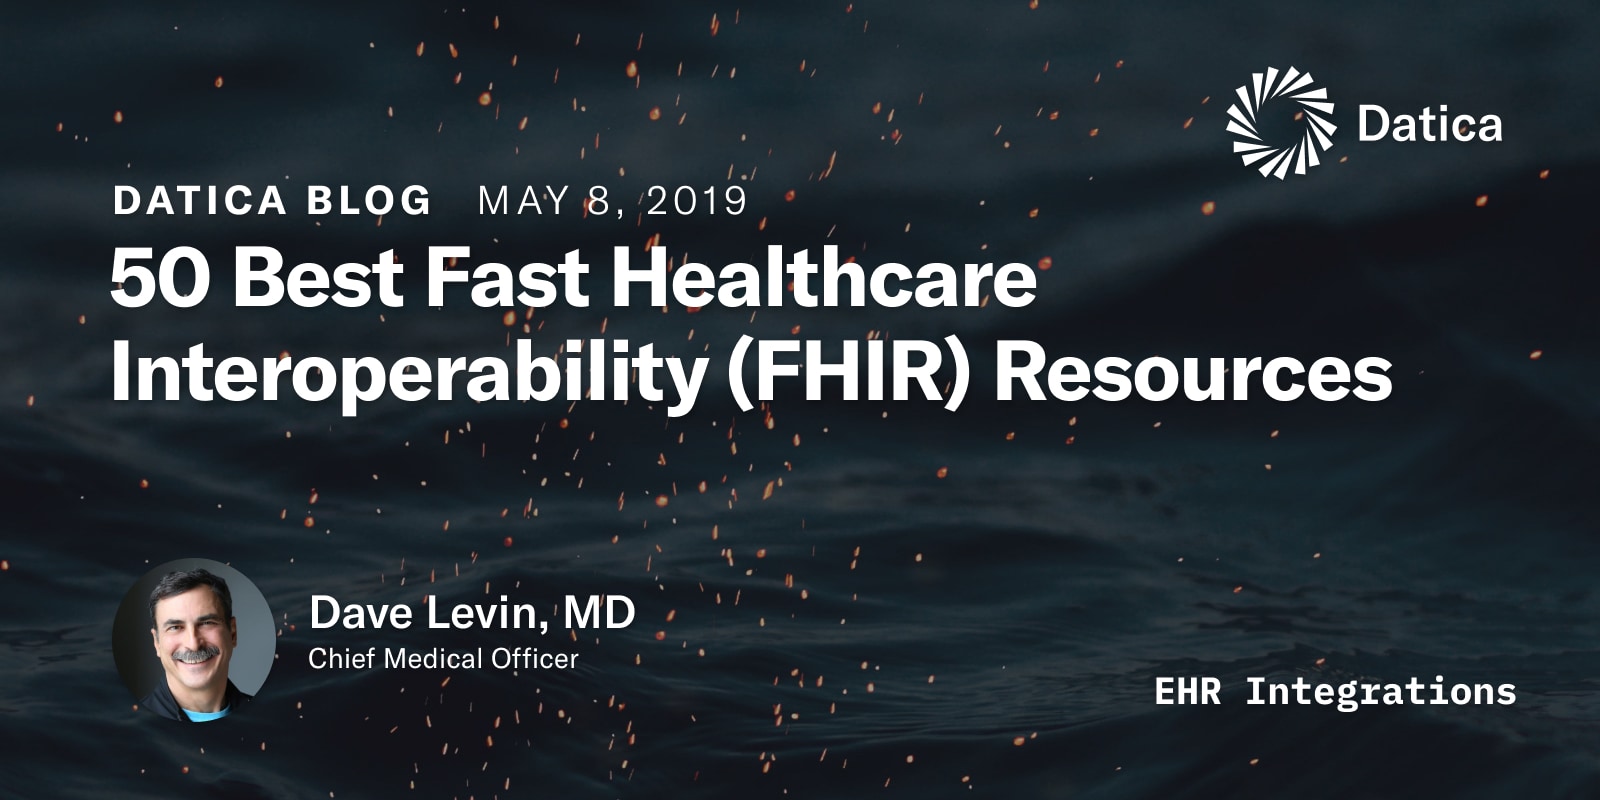 Datica
DATICA BLOG MAY 8, 2019
50 Best Fast Healthcare
Interoperability (FHIR) Resources
Dave Levin, MD
Chief Medical Officer
EHR Integrations